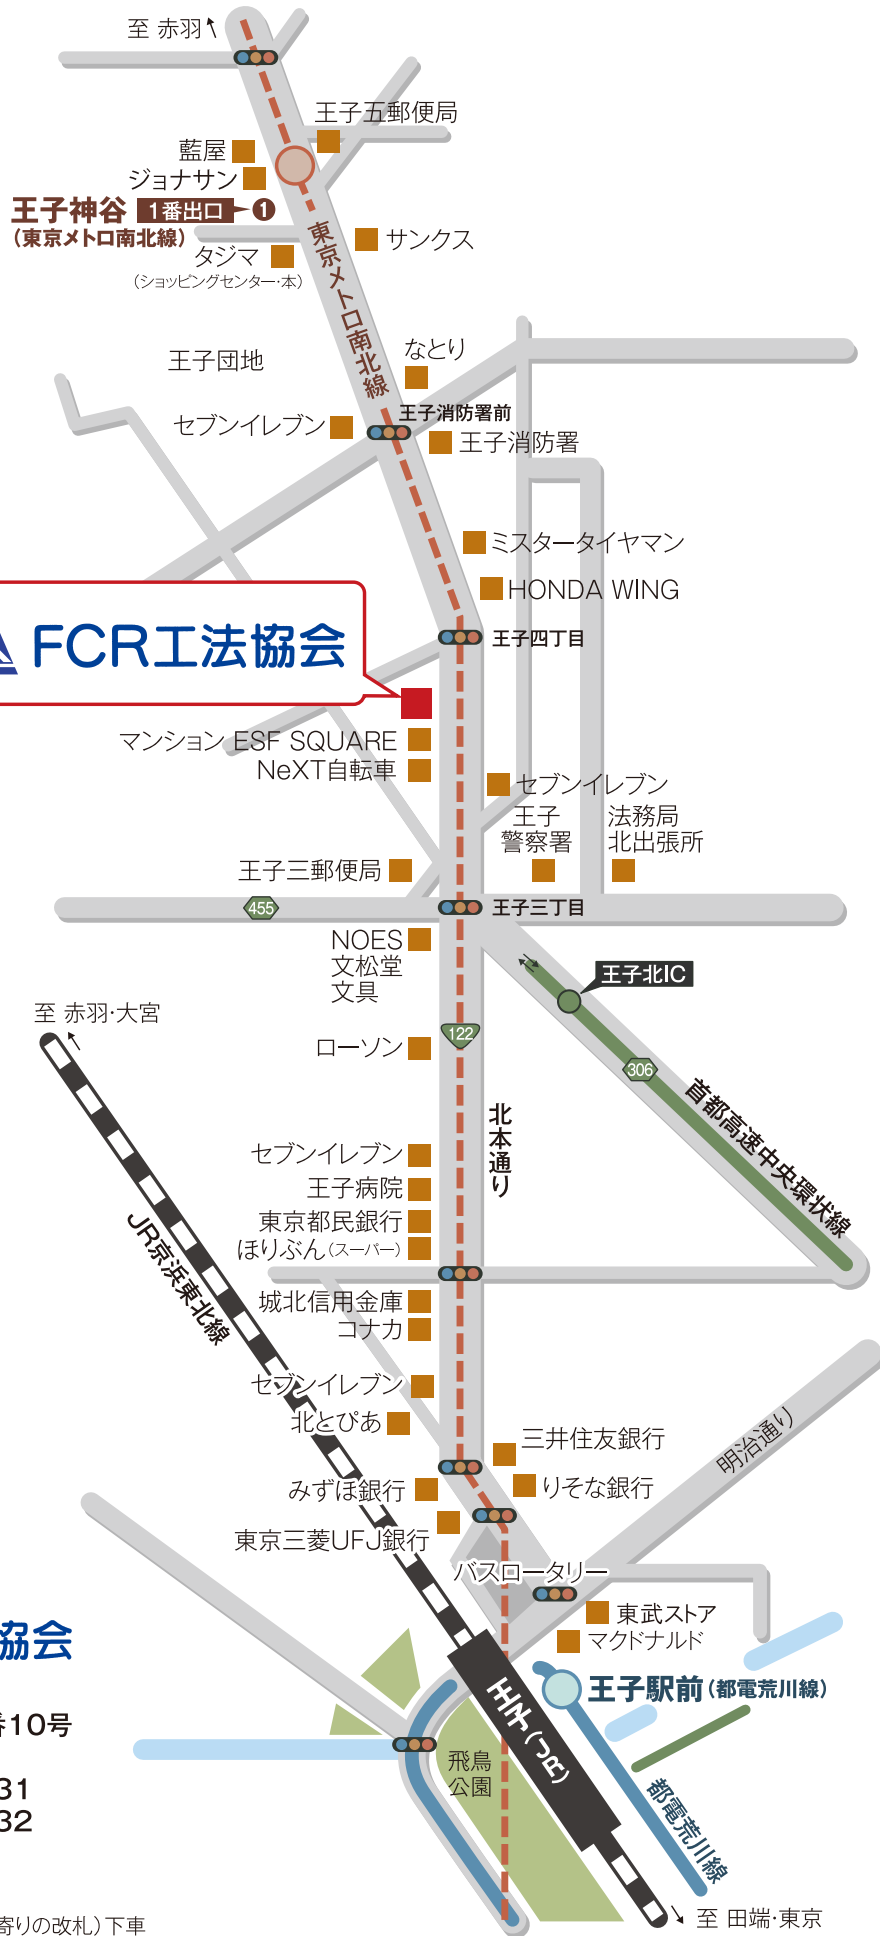 至 赤羽
王子五郵便局
藍屋
ジョナサン
王子神谷 1番出口 1
(東京メトロ南北線)
サンクス
タジマ
(ショッピングセンター・本)
東京メトロ南北線
なとり
王子団地
王子消防署前
セブンイレブン
王子消防署
ミスタータイヤマン
HONDA WING
FCR工法協会
王子四丁目
マンション ESF SQUARE
NeXT自転車
セブンイレブン
王子
警察署
法務局
北出張所
王子三郵便局
455
王子三丁目
NOES
文松堂
文具
王子北IC
至 赤羽・大宮
122
ローソン
306
首都高速中央環状線
北本通り
セブンイレブン
王子病院
東京都民銀行
ほりぶん(スーパー)
JR京浜東北線
城北信用金庫
コナカ
セブンイレブン
北とぴあ
三井住友銀行
明治通り
みずほ銀行
りそな銀行
東京三菱UFJ銀行
バスロータリー
東武ストア
マクドナルド
協会
王子駅前(都電荒川線)
王子(JR)
番10号
飛鳥
公園
31
32
都電荒川線
至 田端・東京
寄りの改札)下車